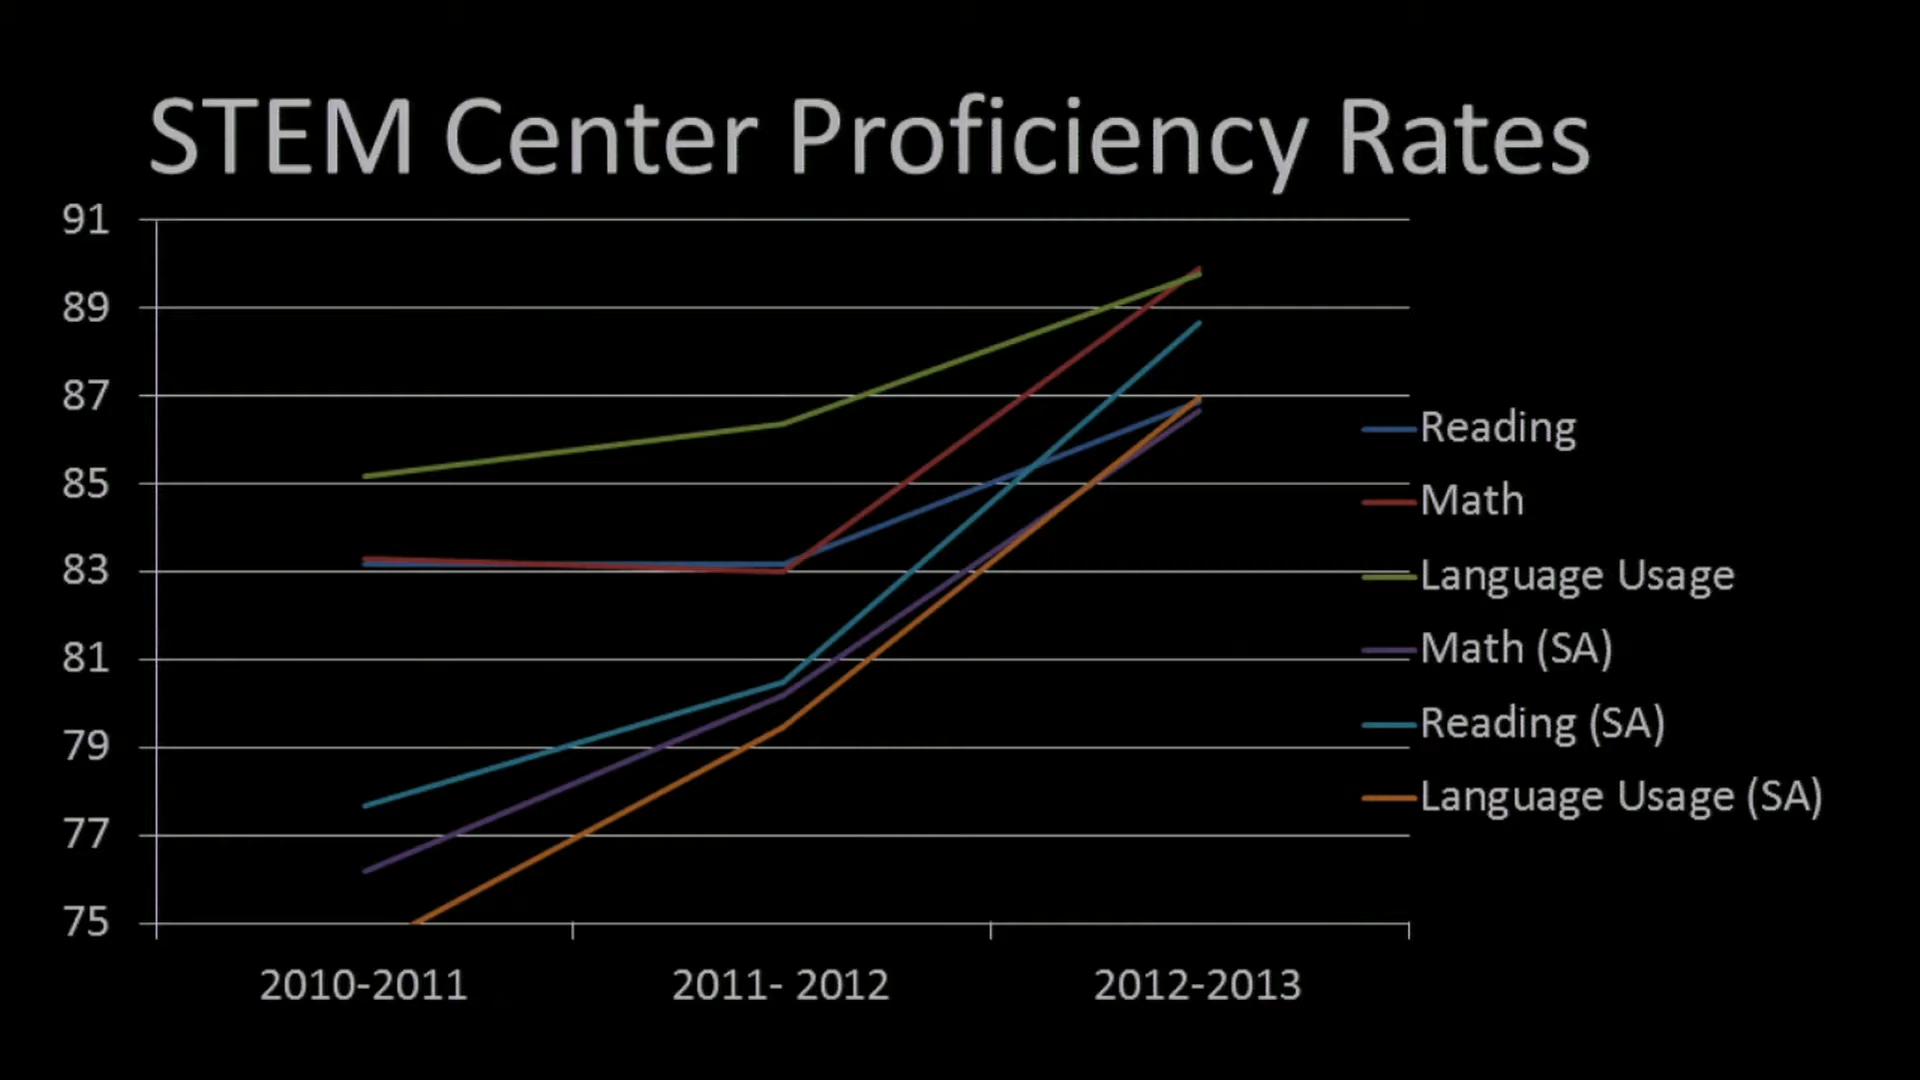 STEM Center Proficiency Rates
91
89
87
85
83
81
79
77
75
2010-2011
2011- 2012
2012-2013
Reading
Math
Language Usage
Math (SA)
Reading (SA)
Language Usage (SA)